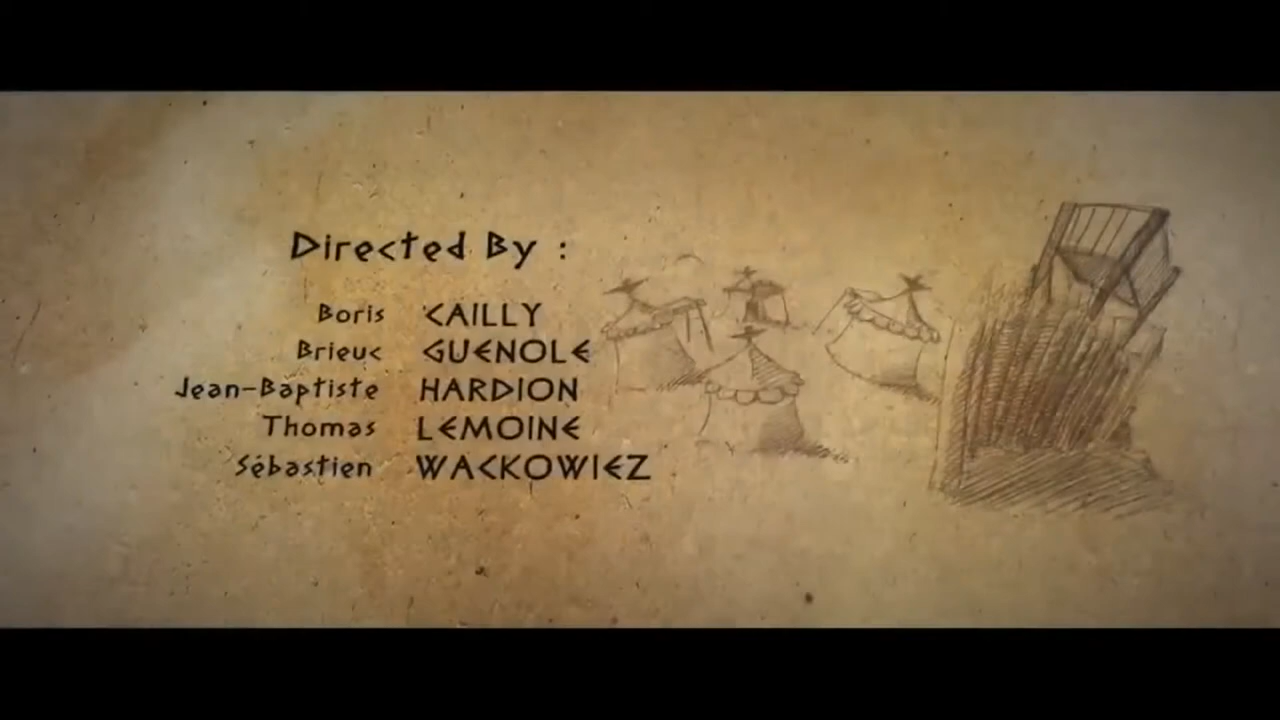 Directed By :
Boris CAILLY
Brieuc GUENOLE
Jean-Baptiste HARDION
Thomas LEMOINE
Sébastien WACKOWIEZ